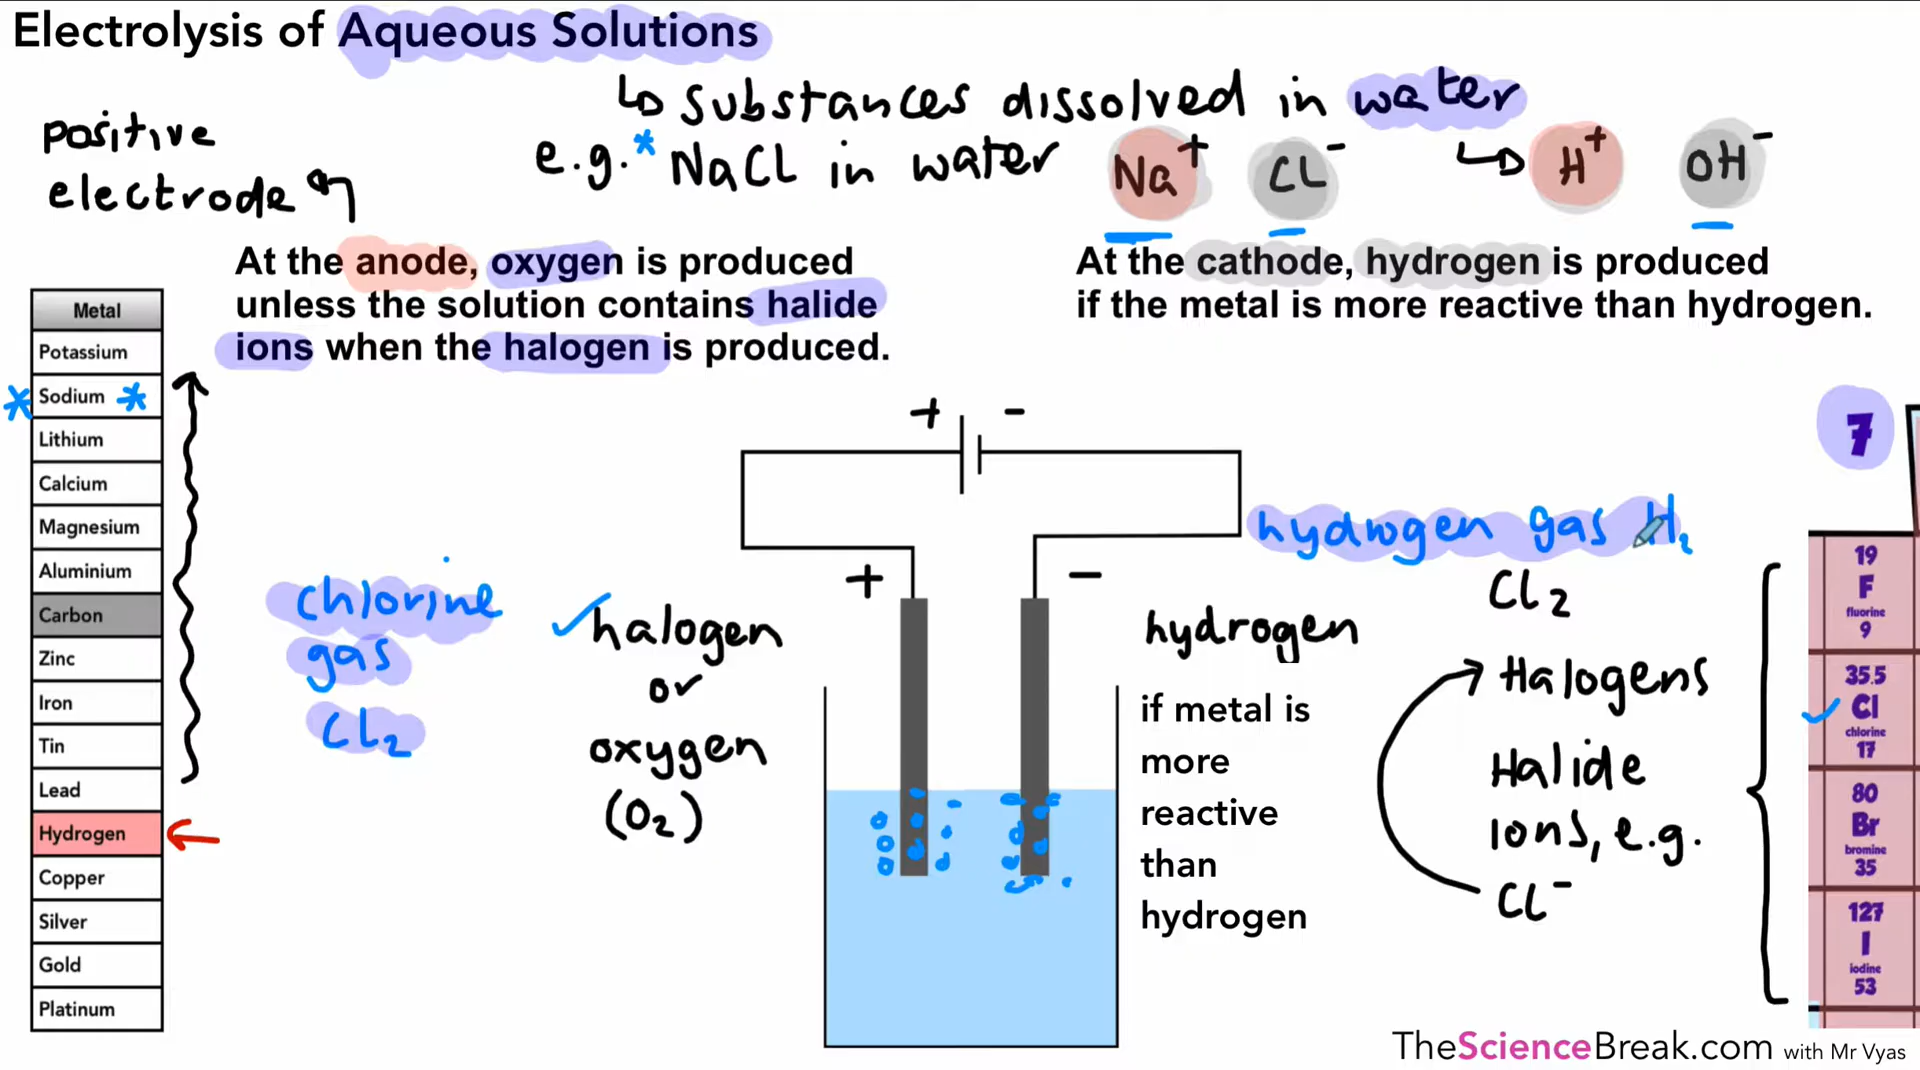 Electrolysis of Aqueous Solutions
↳ substances dissolved in water
positive
electrode
e.g.* NaCl in water
Na+ Cl- ↳ H+ OH-
At the anode, oxygen is produced
unless the solution contains halide
ions when the halogen is produced.
At the cathode, hydrogen is produced
if the metal is more reactive than hydrogen.
Metal
Potassium
* Sodium *
Lithium
Calcium
Magnesium
Aluminium
Carbon
Zinc
Iron
Tin
Lead
Hydrogen
Copper
Silver
Gold
Platinum
chlorine
gas
Cl2
✓halogen
or
oxygen
(O2)
+ -
+ -
hydrogen gas H2
hydrogen
if metal is
more
reactive
than
hydrogen
Cl2
Halogens
Halide
Ions, e.g.
Cl-
7
19
F
fluorine
9
35.5
✓ Cl
chlorine
17
80
Br
bromine
35
127
I
iodine
53
TheScienceBreak.com with Mr Vyas